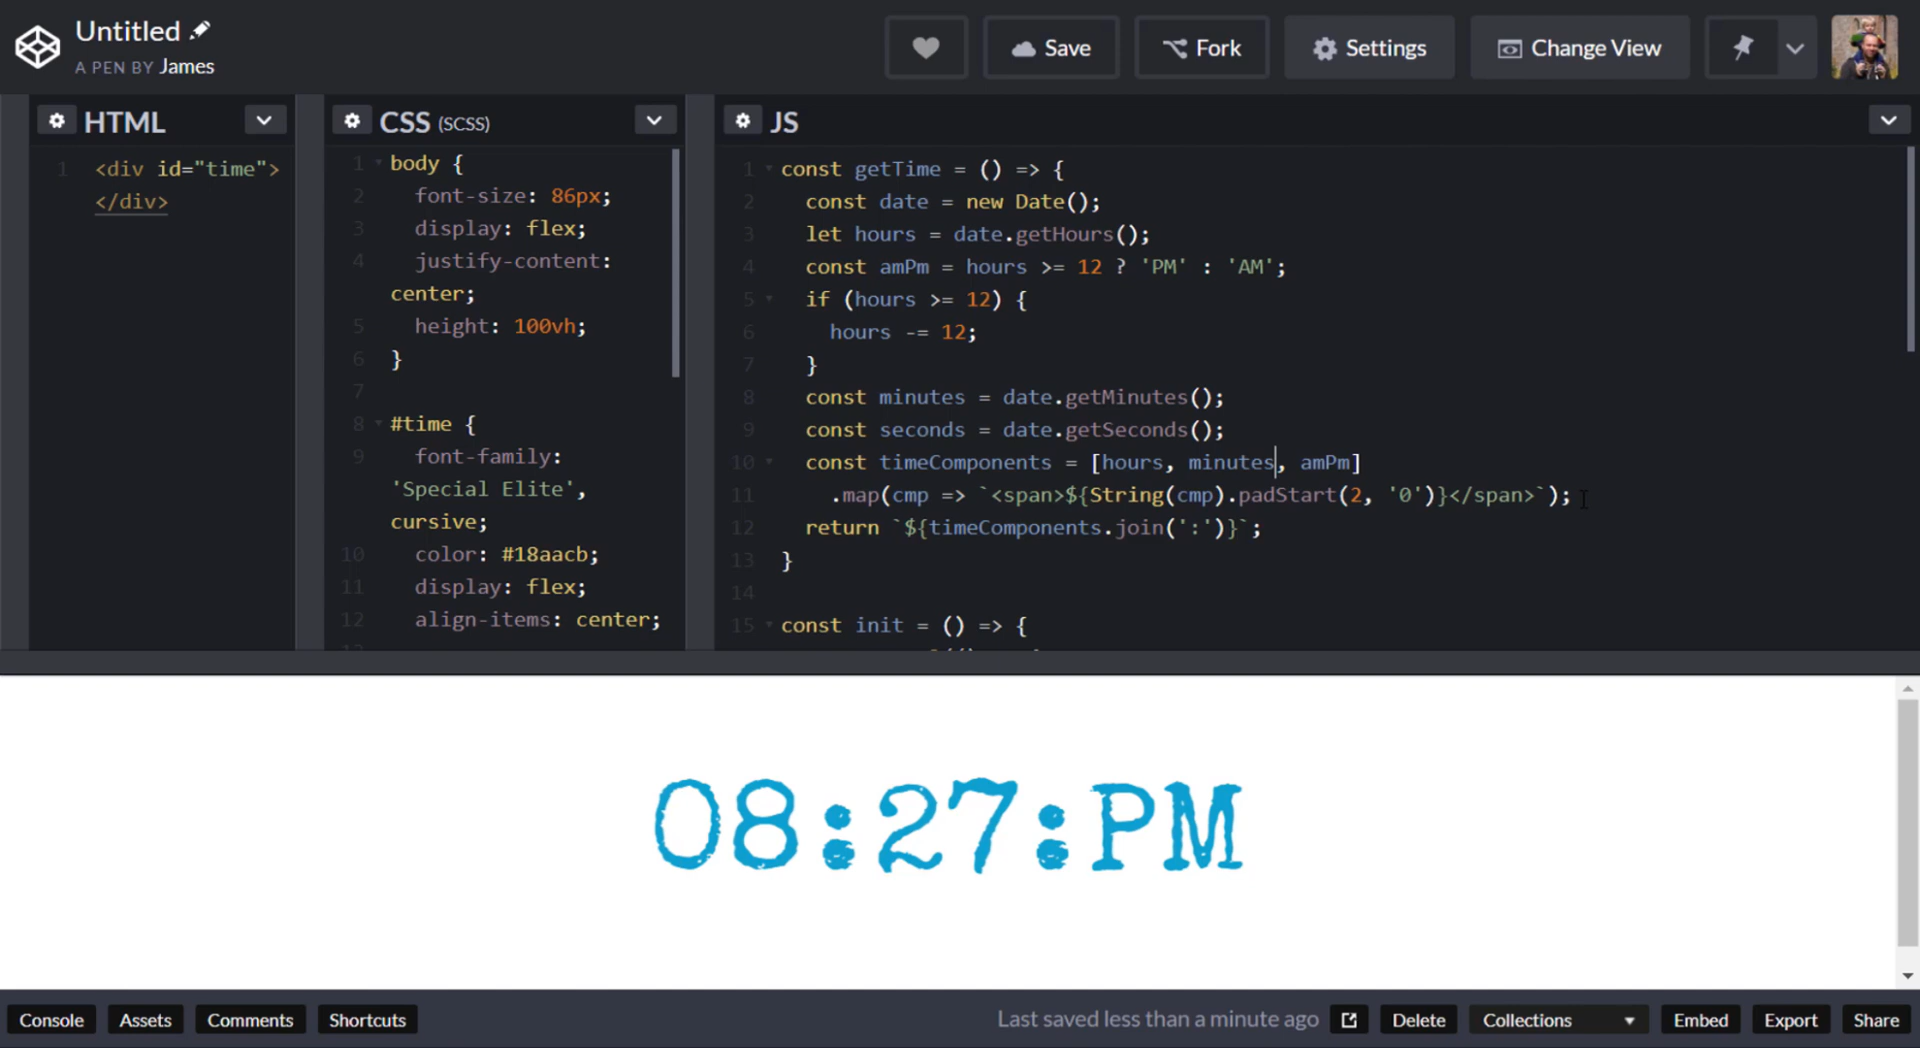 Untitled
A PEN BY James
Save
Fork
Settings
Change View
HTML
CSS (SCSS)
JS
1 <div id="time">
</div>
1 body {
2 font-size: 86px;
3 display: flex;
4 justify-content:
center;
5 height: 100vh;
6 }
7
8 #time {
9 font-family:
'Special Elite',
cursive;
10 color: #18aacb;
11 display: flex;
12 align-items: center;
1 const getTime = () => {
2 const date = new Date();
3 let hours = date.getHours();
4 const amPm = hours >= 12 ? 'PM' : 'AM';
5 if (hours >= 12) {
6 hours -= 12;
7 }
8 const minutes = date.getMinutes();
9 const seconds = date.getSeconds();
10 const timeComponents = [hours, minutes, amPm]
11 .map(cmp => `<span>${String(cmp).padStart(2, '0')}</span>`);
12 return `${timeComponents.join(':')}`;
13 }
14
15 const init = () => {
08:27:PM
Console
Assets
Comments
Shortcuts
Last saved less than a minute ago
Delete
Collections
Embed
Export
Share